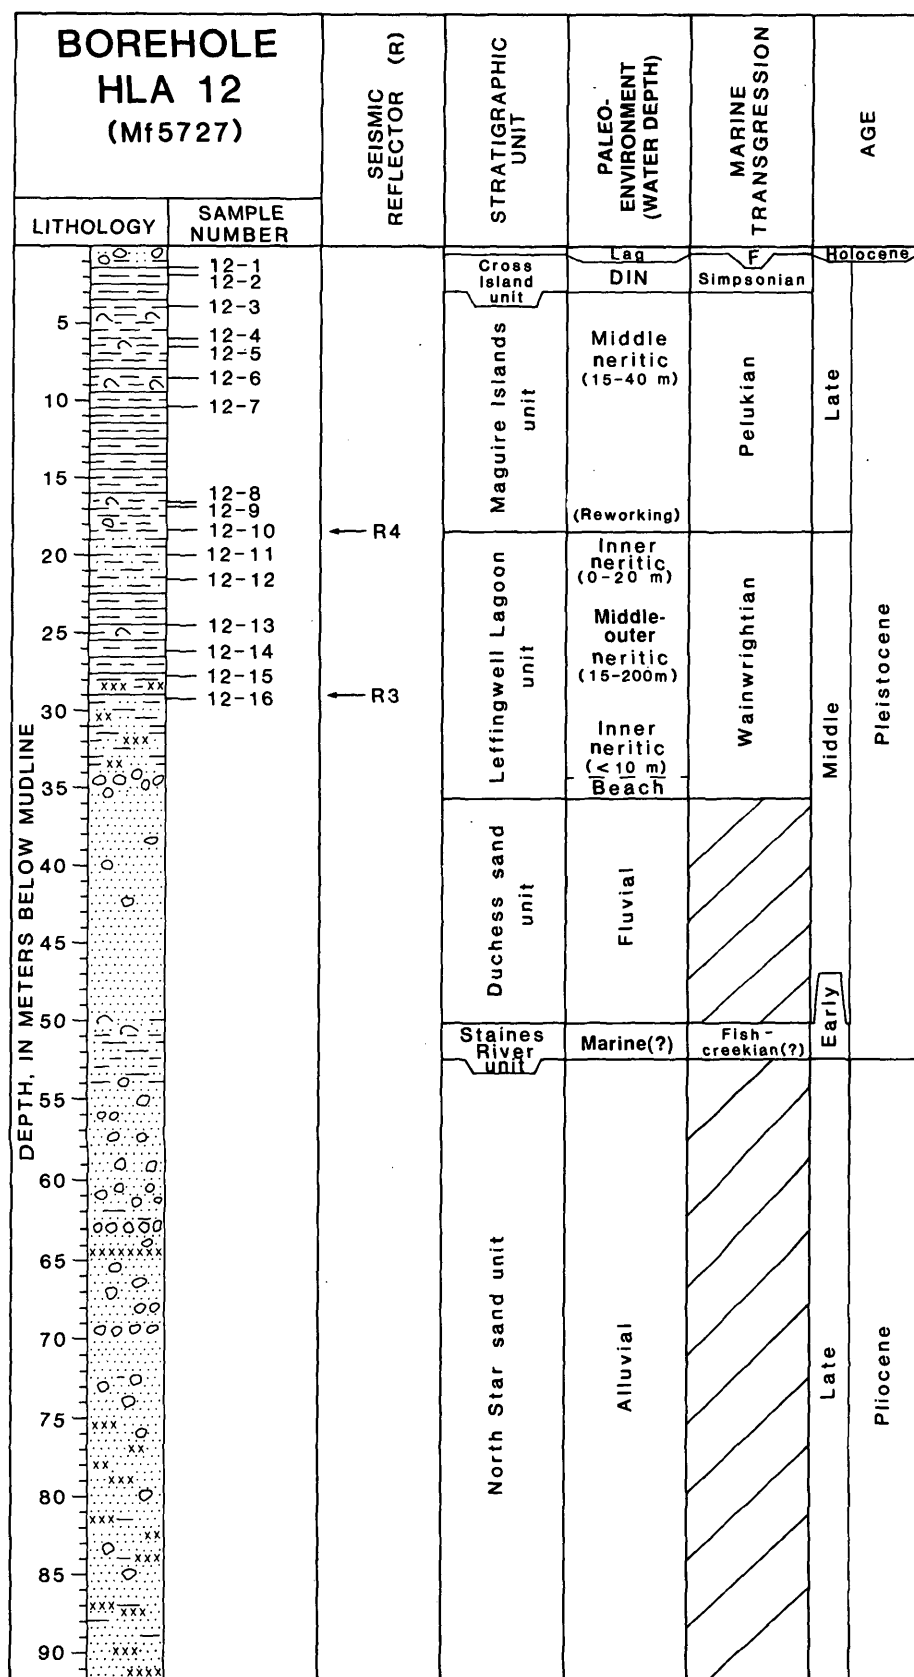 BOREHOLE
HLA 12
(Mf5727)
LITHOLOGY
SAMPLE
NUMBER
SEISMIC
REFLECTOR (R)
STRATIGRAPHIC
UNIT
PALEO-
ENVIRONMENT
(WATER DEPTH)
MARINE
TRANSGRESSION
AGE
DEPTH, IN METERS BELOW MUDLINE
5
10
15
20
25
30
35
40
45
50
55
60
65
70
75
80
85
90
12-1
12-2
12-3
12-4
12-5
12-6
12-7
12-8
12-9
12-10
12-11
12-12
12-13
12-14
12-15
12-16
R4
R3
Cross
Island
unit
Maguire Islands
unit
Leffingwell Lagoon
unit
Duchess sand
unit
Staines
River
unit
North Star sand unit
Lag
DIN
Middle
neritic
(15-40 m)
(Reworking)
Inner
neritic
(0-20 m)
Middle-
outer
neritic
(15-200m)
Inner
neritic
(<10 m)
Beach
Fluvial
Marine(?)
Alluvial
F
Simpsonian
Pelukian
Wainwrightian
Fish-
creekian(?)
Holocene
Late
Middle
Early
Pleistocene
Late
Pliocene